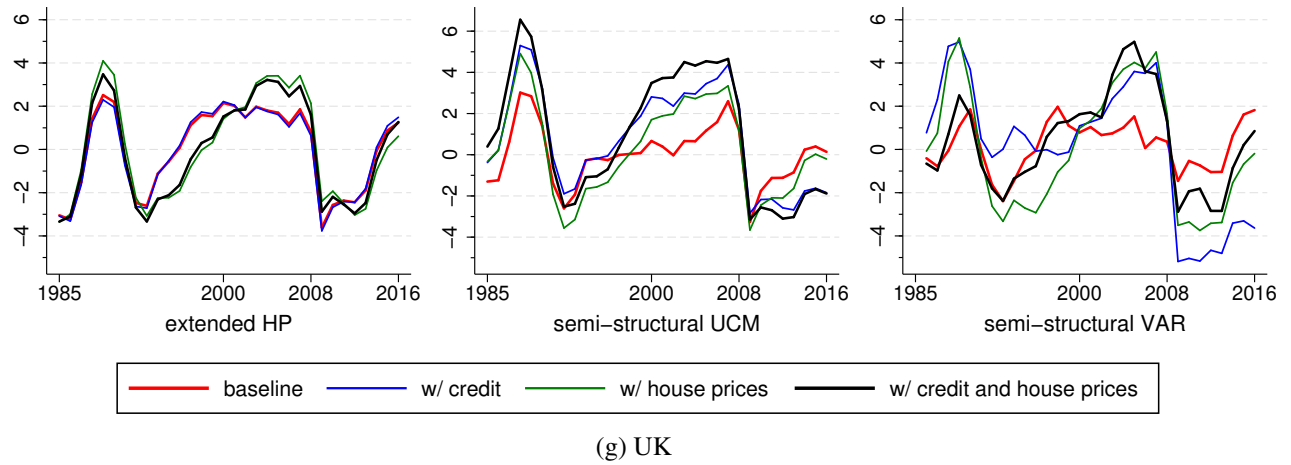 6
4
2
0
−2
−4
1985 2000 2008 2016
extended HP
6
4
2
0
−2
−4
1985 2000 2008 2016
semi−structural UCM
6
4
2
0
−2
−4
1985 2000 2008 2016
semi−structural VAR
baseline w/ credit w/ house prices w/ credit and house prices
(g) UK